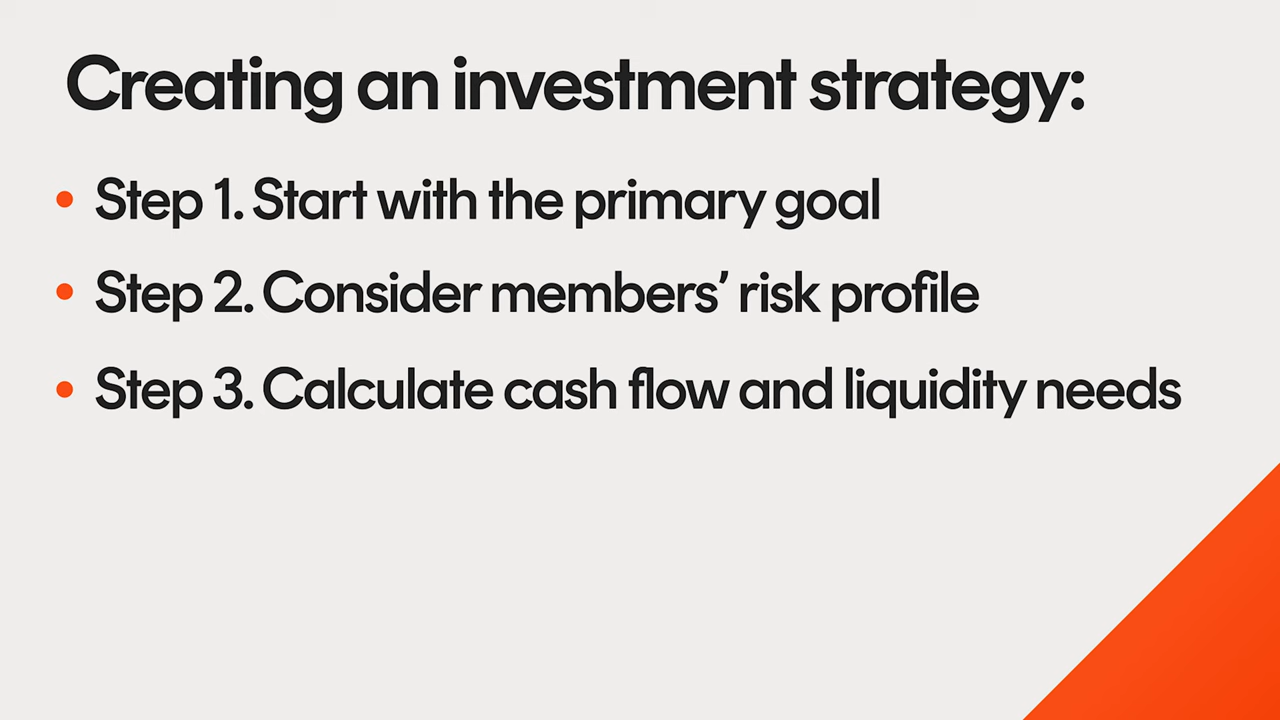 Creating an investment strategy:
• Step 1. Start with the primary goal
• Step 2. Consider members’ risk profile
• Step 3. Calculate cash flow and liquidity needs